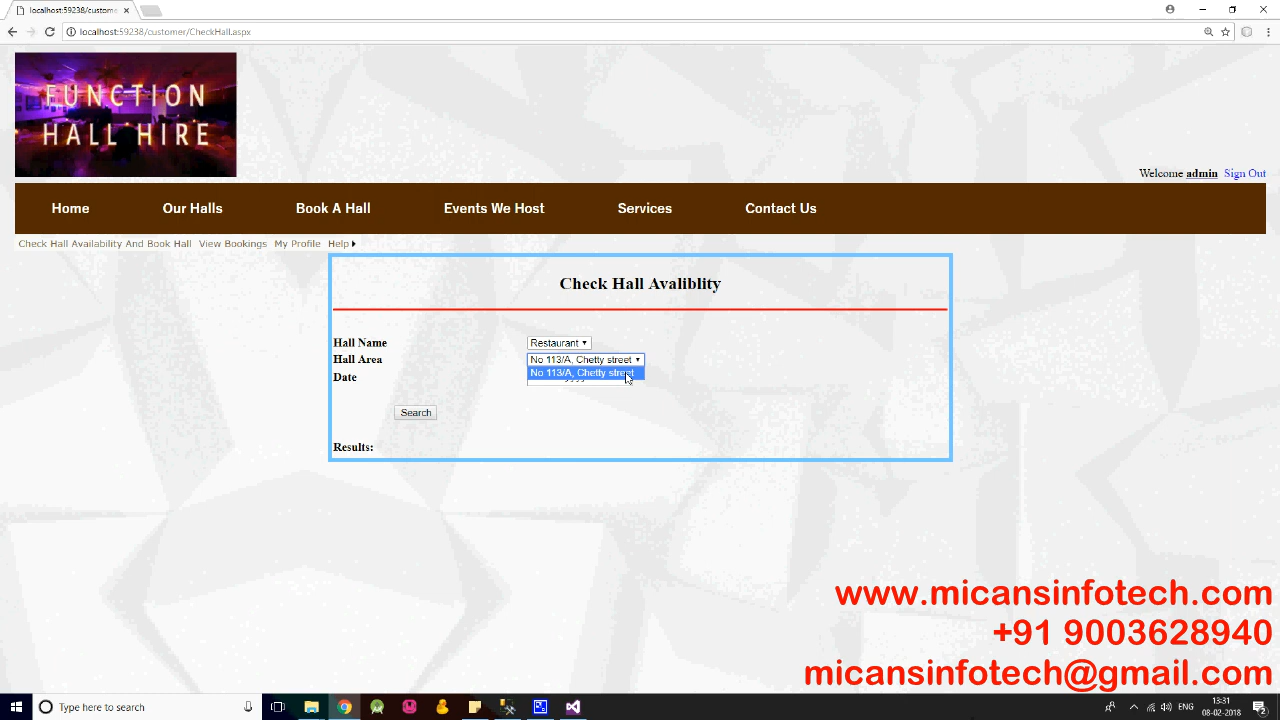 localhost:59238/custome
localhost:59238/customer/CheckHall.aspx
FUNCTION
HALL HIRE
Welcome admin Sign Out
Home Our Halls Book A Hall Events We Host Services Contact Us
Check Hall Availability And Book Hall View Bookings My Profile Help
Check Hall Avaliblity
Hall Name Restaurant
Hall Area No 113/A, Chetty street
No 113/A, Chetty street
Date
Search
Results:
www.micansinfotech.com
+91 9003628940
micansinfotech@gmail.com
Type here to search
ENG
13:31
08-02-2018
2